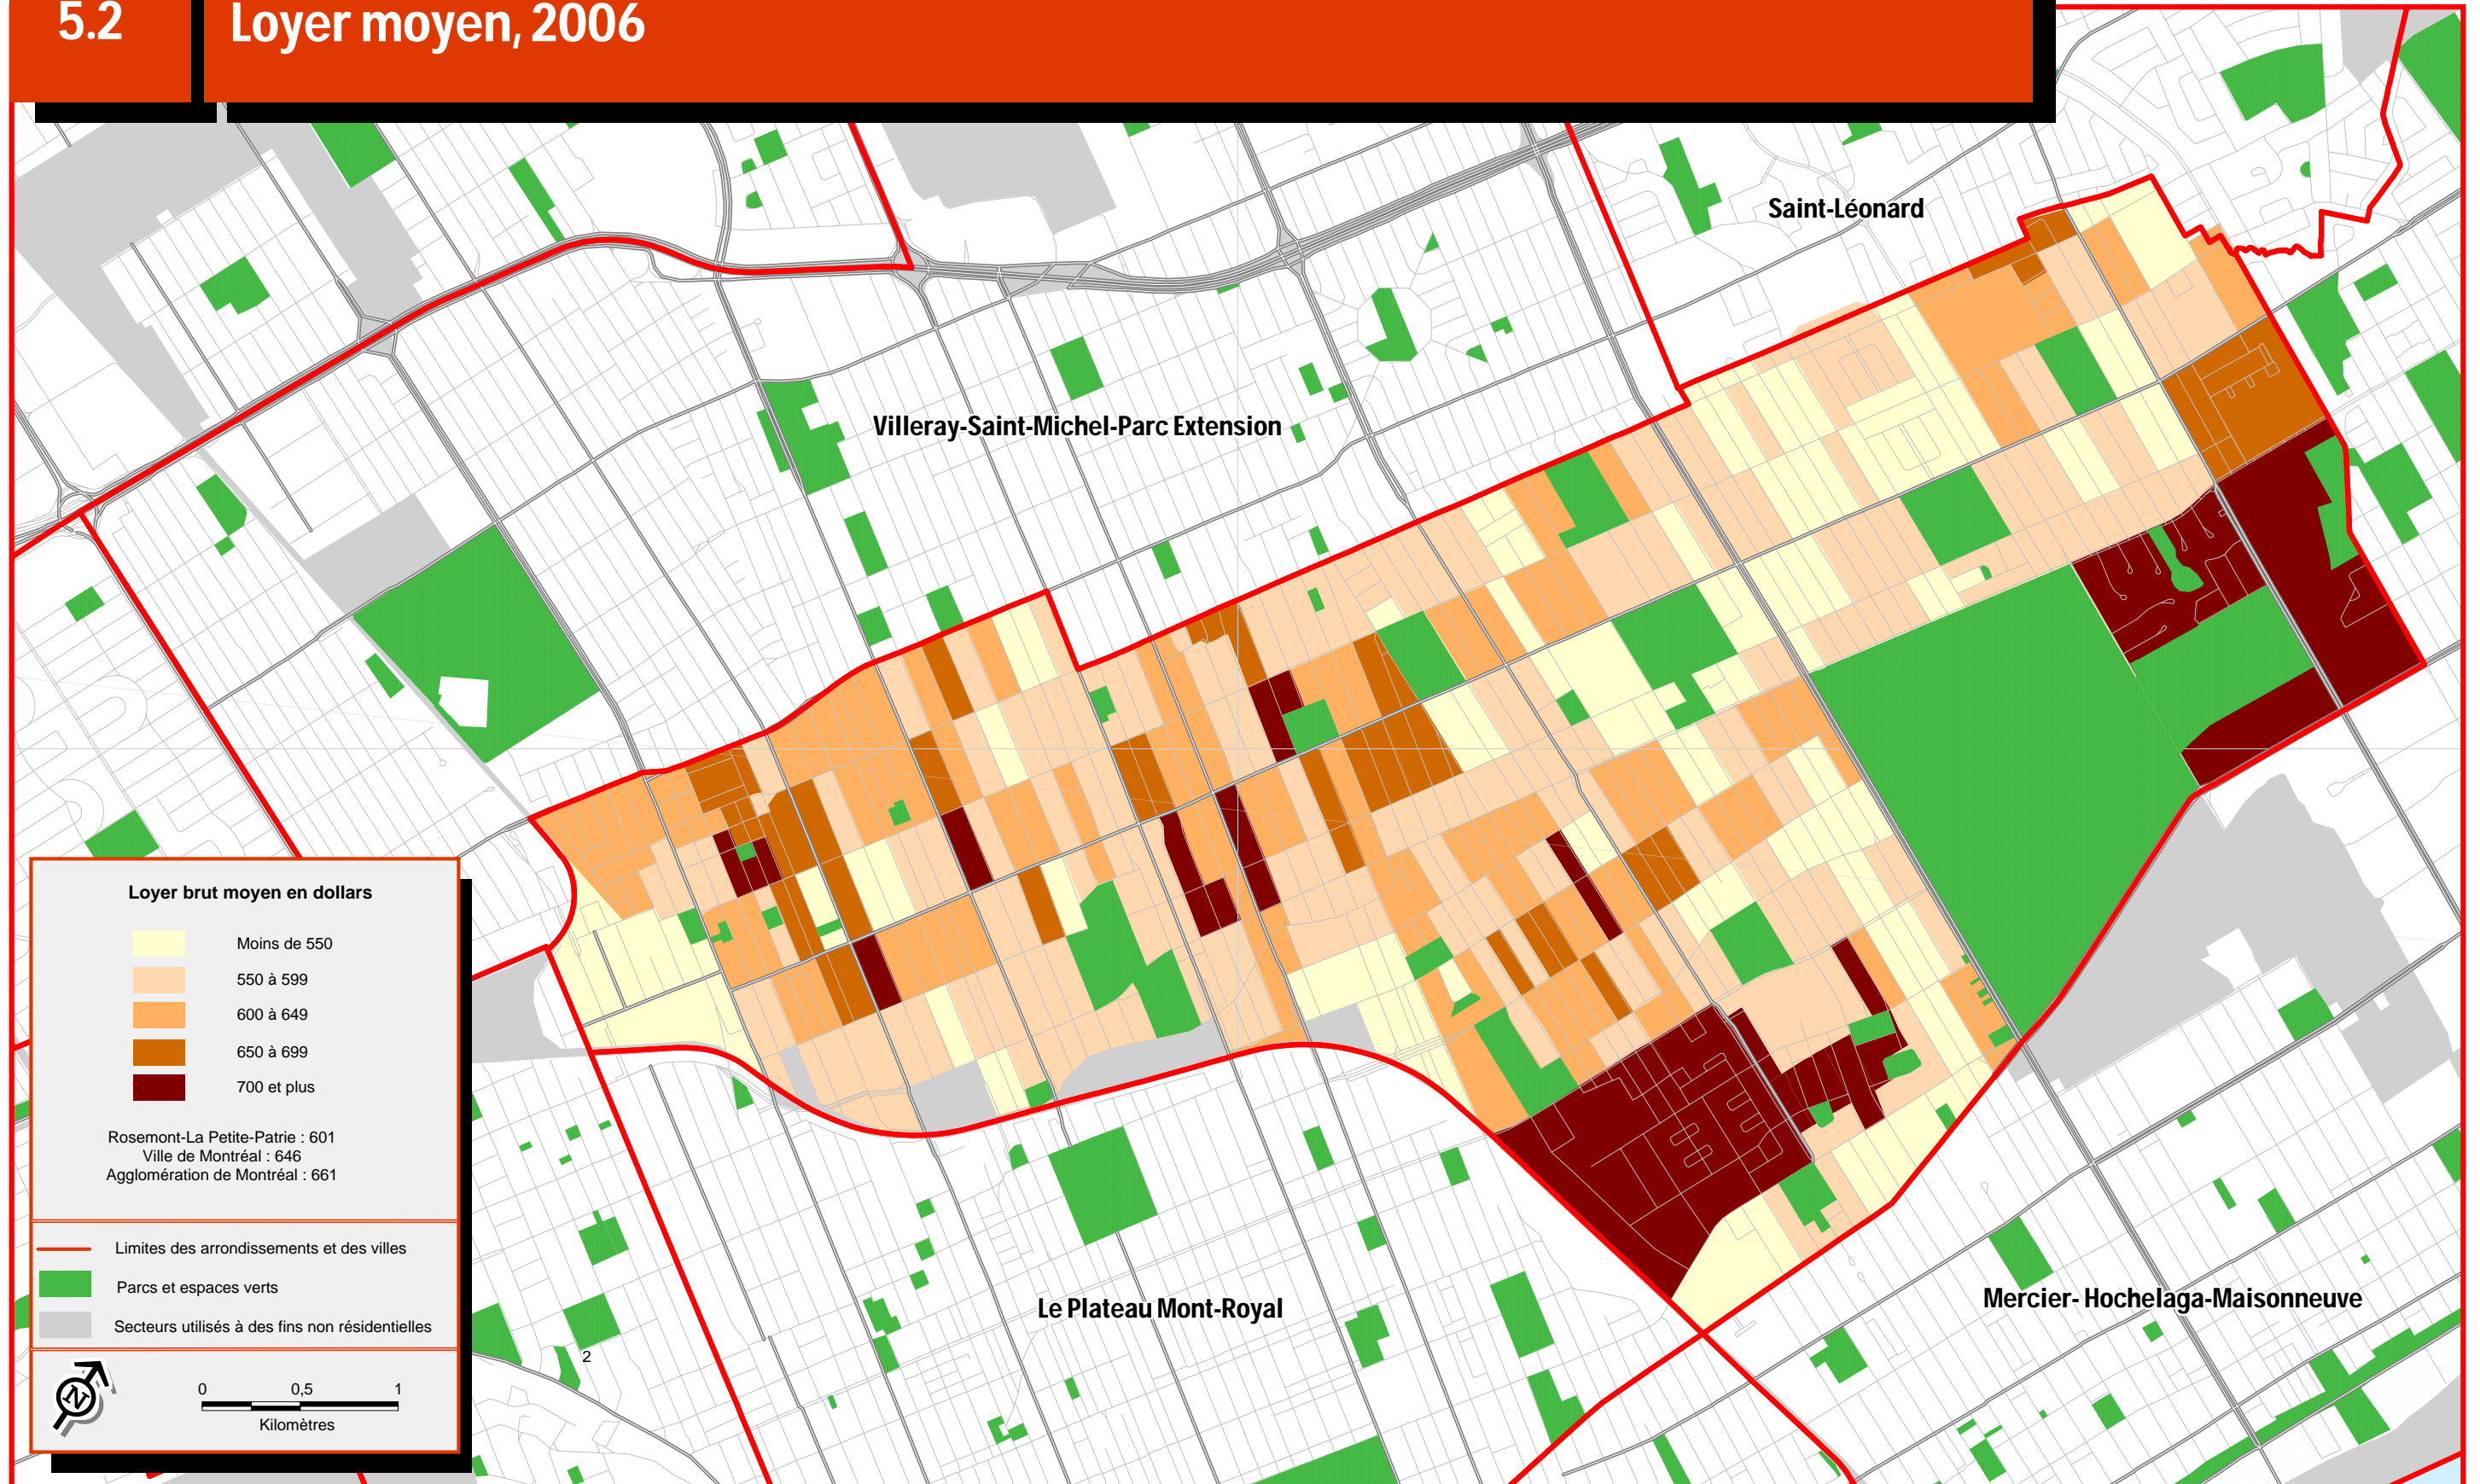 5.2
Loyer moyen, 2006
Saint-Léonard
Villeray-Saint-Michel-Parc Extension
Loyer brut moyen en dollars
Moins de 550
550 à 599
600 à 649
650 à 699
700 et plus
Rosemont-La Petite-Patrie : 601
Ville de Montréal : 646
Agglomération de Montréal : 661
Limites des arrondissements et des villes
Parcs et espaces verts
Secteurs utilisés à des fins non résidentielles
N
0 0,5 1
Kilomètres
2
Le Plateau Mont-Royal
Mercier- Hochelaga-Maisonneuve